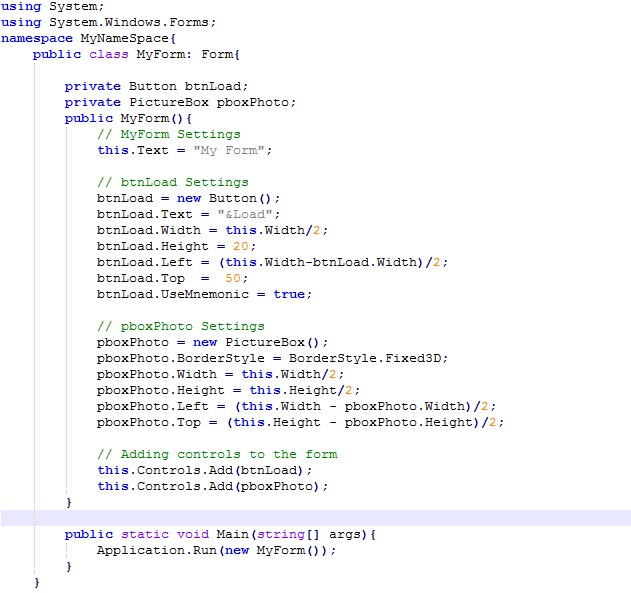 using System;
using System.Windows.Forms;
namespace MyNameSpace{
    public class MyForm: Form{

        private Button btnLoad;
        private PictureBox pboxPhoto;
        public MyForm(){
            // MyForm Settings
            this.Text = "My Form";

            // btnLoad Settings
            btnLoad = new Button();
            btnLoad.Text = "&Load";
            btnLoad.Width = this.Width/2;
            btnLoad.Height = 20;
            btnLoad.Left = (this.Width-btnLoad.Width)/2;
            btnLoad.Top  =  50;
            btnLoad.UseMnemonic = true;

            // pboxPhoto Settings
            pboxPhoto = new PictureBox();
            pboxPhoto.BorderStyle = BorderStyle.Fixed3D;
            pboxPhoto.Width = this.Width/2;
            pboxPhoto.Height = this.Height/2;
            pboxPhoto.Left = (this.Width - pboxPhoto.Width)/2;
            pboxPhoto.Top = (this.Height - pboxPhoto.Height)/2;

            // Adding controls to the form
            this.Controls.Add(btnLoad);
            this.Controls.Add(pboxPhoto);
        }

        public static void Main(string[] args){
            Application.Run(new MyForm());
        }
    }